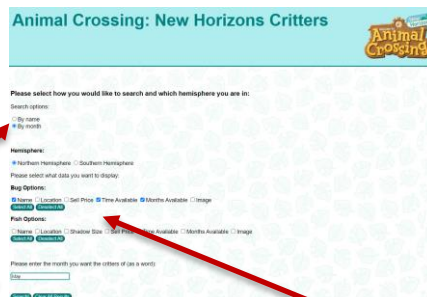 Animal Crossing: New Horizons Critters
Animal
Crossing
Please select how you would like to search and which hemisphere you are in:
Search options:
By name
By month
Hemisphere:
Northern Hemisphere Southern Hemisphere
Please select what data you want to display:
Bug Options:
Name Location Sell Price Time Available Months Available Image
Select All Deselect All
Fish Options:
Name Location Shadow Size Sell Price Time Available Months Available Image
Select All Deselect All
Please enter the month you want the critters of (as a word):
May